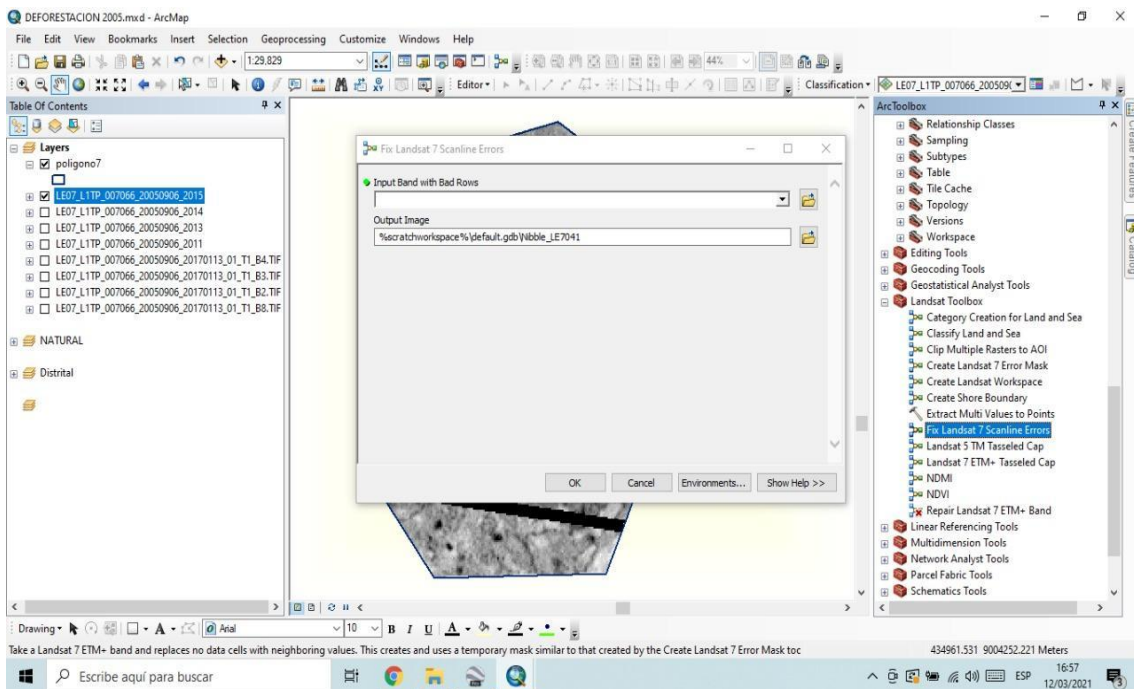 DEFORESTACION 2005.mxd - ArcMap
File Edit View Bookmarks Insert Selection Geoprocessing Customize Windows Help
1:29,829
44%
Editor
Classification
LE07_L1TP_007066_200509(
Table Of Contents
Layers
poligono7
LE07_L1TP_007066_20050906_2015
LE07_L1TP_007066_20050906_2014
LE07_L1TP_007066_20050906_2013
LE07_L1TP_007066_20050906_2011
LE07_L1TP_007066_20050906_20170113_01_T1_B4.TIF
LE07_L1TP_007066_20050906_20170113_01_T1_B3.TIF
LE07_L1TP_007066_20050906_20170113_01_T1_B2.TIF
LE07_L1TP_007066_20050906_20170113_01_T1_B8.TIF
NATURAL
Distrital
Fix Landsat 7 Scanline Errors
Input Band with Bad Rows
Output Image
%scratchworkspace%\default.gdb\Nibble_LE7041
OK Cancel Environments... Show Help >>
ArcToolbox
Relationship Classes
Sampling
Subtypes
Table
Tile Cache
Topology
Versions
Workspace
Editing Tools
Geocoding Tools
Geostatistical Analyst Tools
Landsat Toolbox
Category Creation for Land and Sea
Classify Land and Sea
Clip Multiple Rasters to AOI
Create Landsat 7 Error Mask
Create Landsat Workspace
Create Shore Boundary
Extract Multi Values to Points
Fix Landsat 7 Scanline Errors
Landsat 5 TM Tasseled Cap
Landsat 7 ETM+ Tasseled Cap
NDMI
NDVI
Repair Landsat 7 ETM+ Band
Linear Referencing Tools
Multidimension Tools
Network Analyst Tools
Parcel Fabric Tools
Schematics Tools
Create Features
Catalog
Drawing
A
Arial
10
B I U A
Take a Landsat 7 ETM+ band and replaces no data cells with neighboring values. This creates and uses a temporary mask similar to that created by the Create Landsat 7 Error Mask toc
434961.531 9004252.221 Meters
Escribe aquí para buscar
ESP
16:57
12/03/2021
3